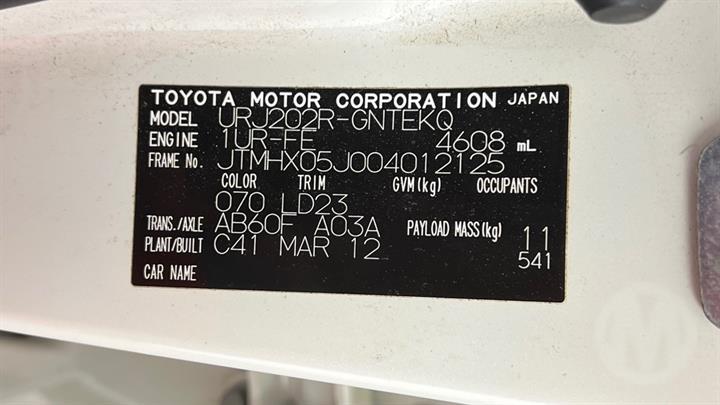 TOYOTA MOTOR CORPORATION JAPAN
MODEL URJ202R-GNTEKQ
ENGINE 1UR-FE 4608 mL
FRAME No. JTMHX05J004012125
COLOR TRIM GVM(kg) OCCUPANTS
070 LD23
TRANS./AXLE AB60F A03A PAYLOAD MASS(kg) 11
PLANT/BUILT C41 MAR 12 541
CAR NAME
M